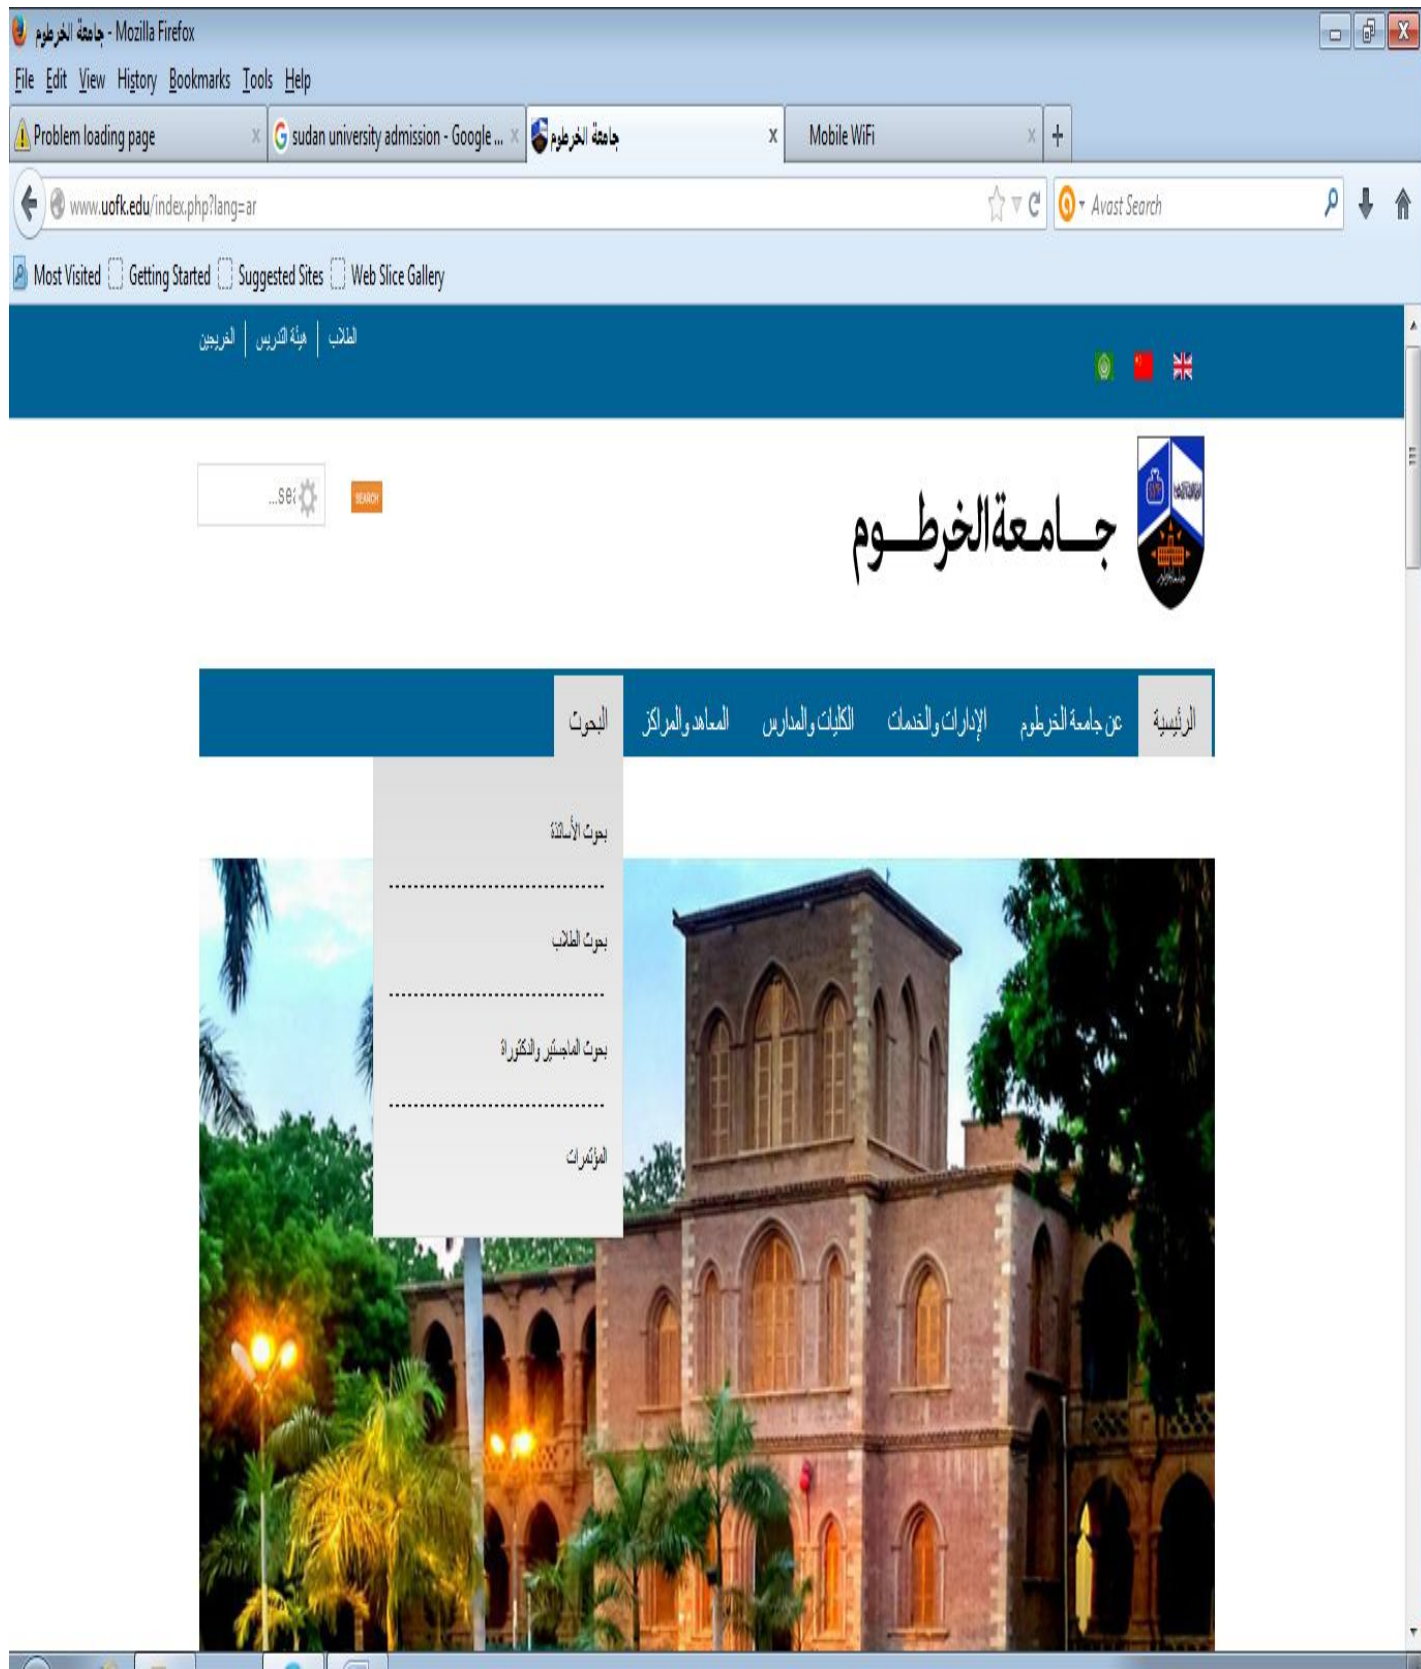 جامعة الخرطوم - Mozilla Firefox
File Edit View History Bookmarks Tools Help
Problem loading page
sudan university admission - Google ...
جامعة الخرطوم
Mobile WiFi
www.uofk.edu/index.php?lang=ar
Avast Search
Most Visited Getting Started Suggested Sites Web Slice Gallery
الطلاب | هيئة التدريس | الخريجين
جامعة الخرطوم
...sea
SEARCH
الرئيسية عن جامعة الخرطوم الإدارات والخدمات الكليات والمدارس المعاهد والمراكز البحوث
بحوث الأساتذة
بحوث الطلاب
بحوث الماجستير والدكتوراة
المؤتمرات